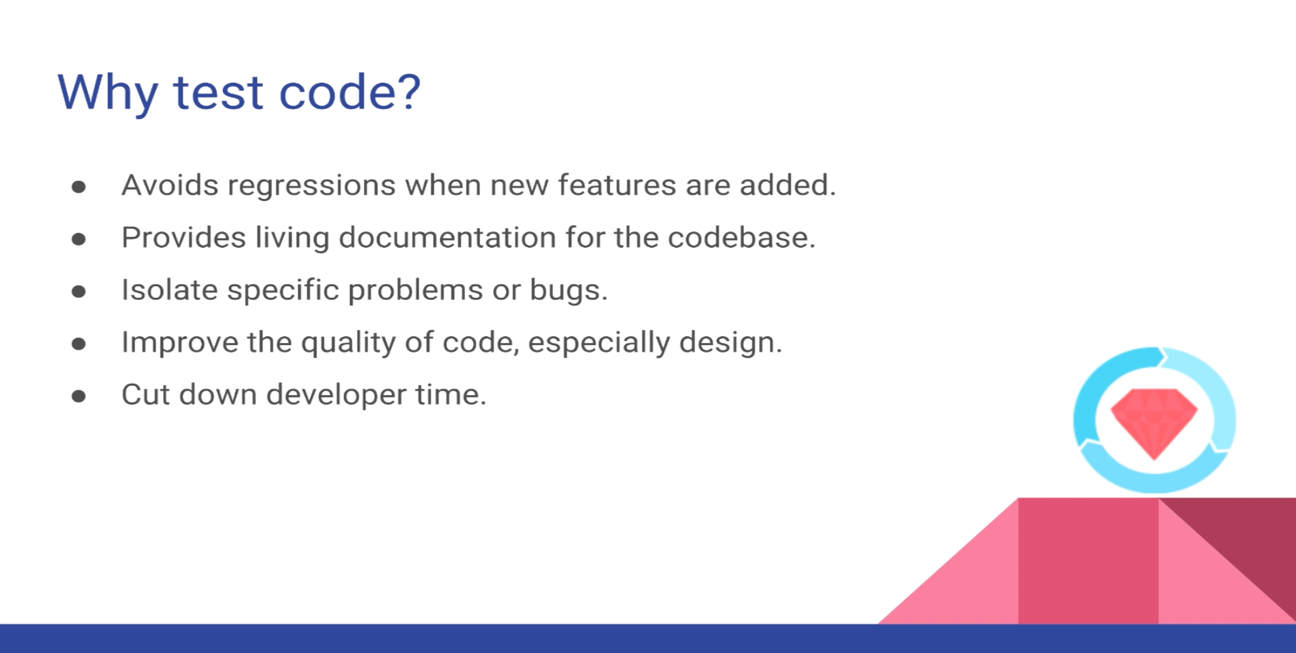 Why test code?
● Avoids regressions when new features are added.
● Provides living documentation for the codebase.
● Isolate specific problems or bugs.
● Improve the quality of code, especially design.
● Cut down developer time.